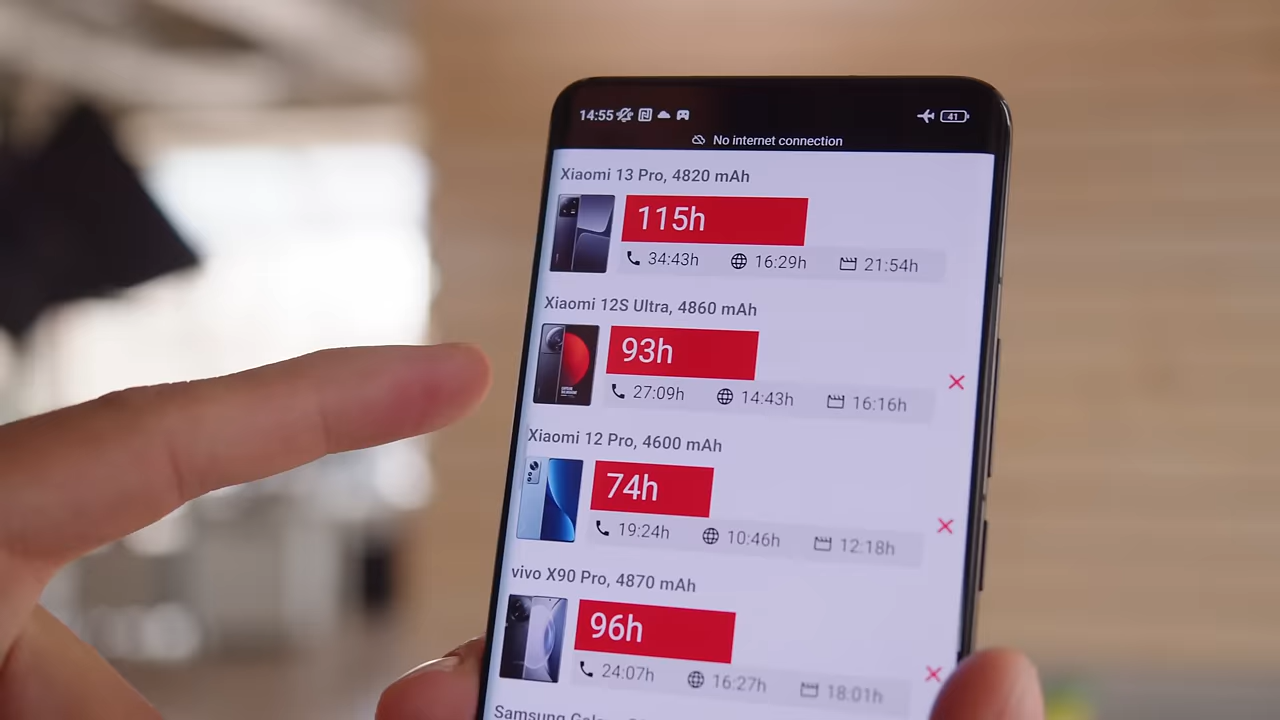 14:55 41
No internet connection
Xiaomi 13 Pro, 4820 mAh
115h
34:43h 16:29h 21:54h
Xiaomi 12S Ultra, 4860 mAh
93h
27:09h 14:43h 16:16h
Xiaomi 12 Pro, 4600 mAh
74h
19:24h 10:46h 12:18h
vivo X90 Pro, 4870 mAh
96h
24:07h 16:27h 18:01h
Samsung